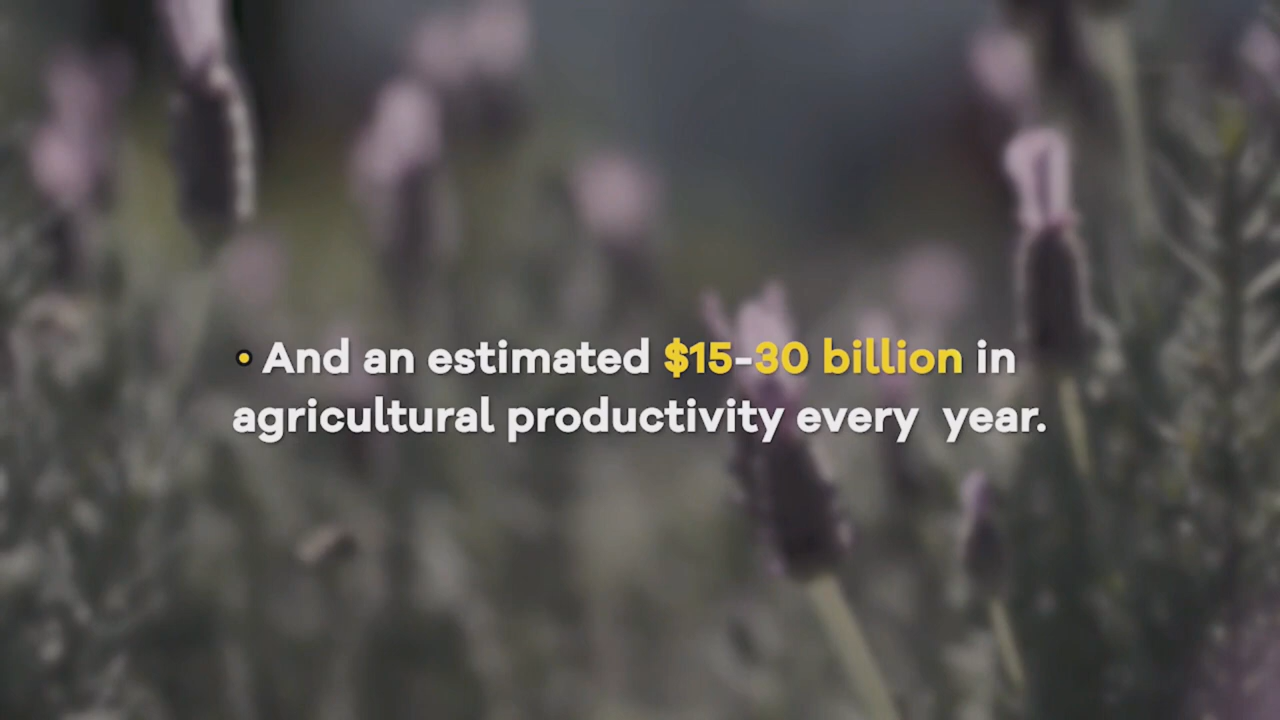 • And an estimated $15-30 billion in
agricultural productivity every  year.